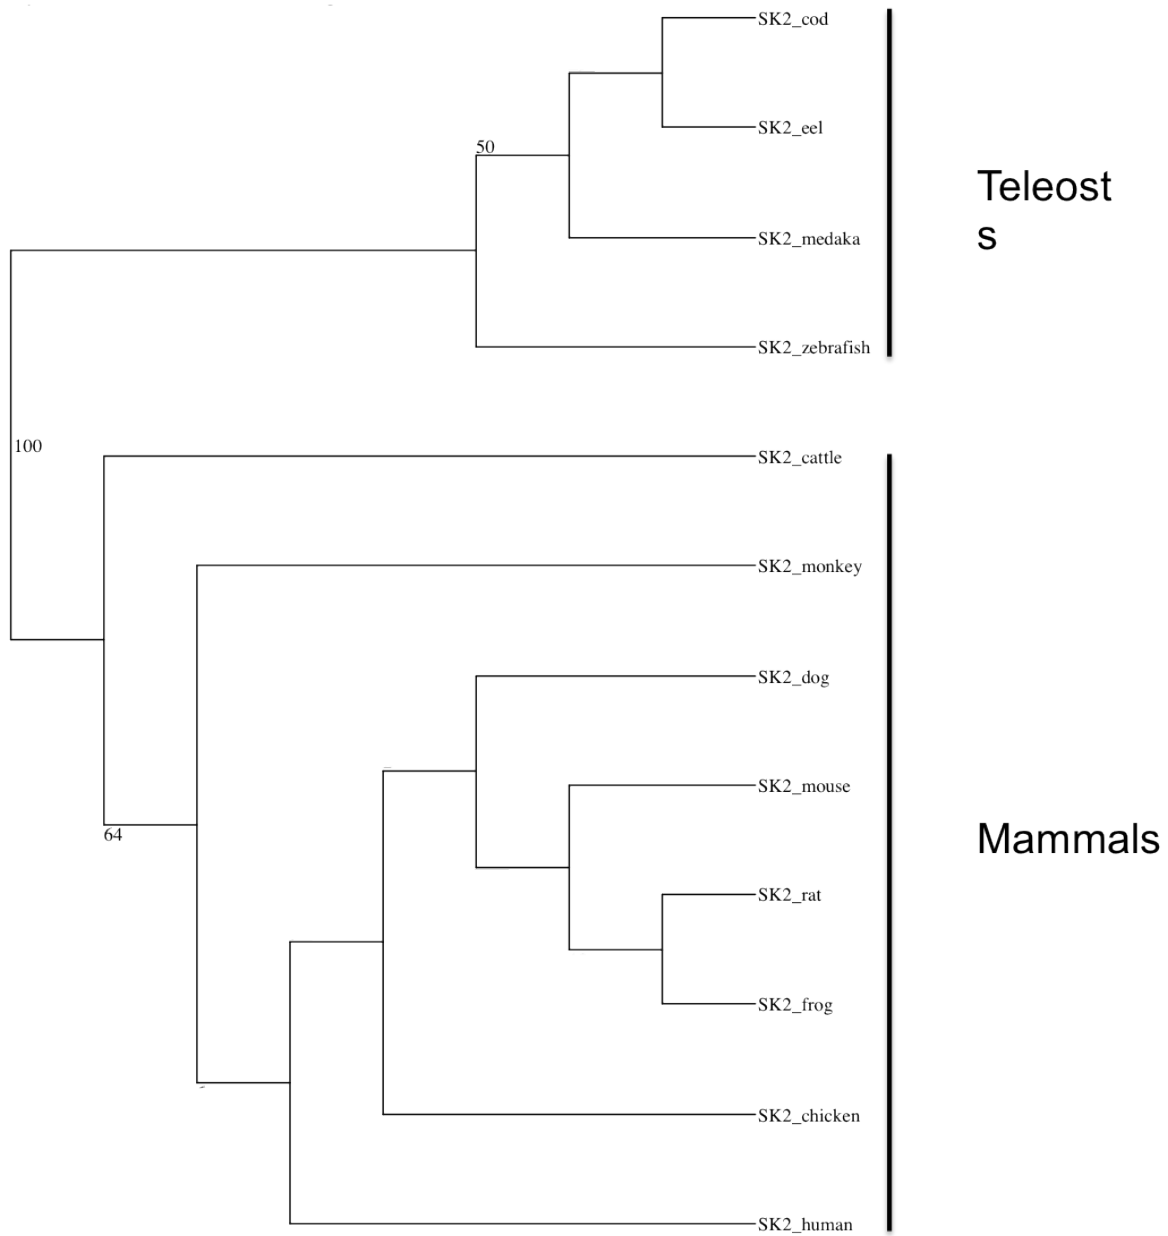 SK2_cod
SK2_eel
50
Teleost
s
SK2_medaka
SK2_zebrafish
100
SK2_cattle
SK2_monkey
SK2_dog
SK2_mouse
64
Mammals
SK2_rat
SK2_frog
SK2_chicken
SK2_human